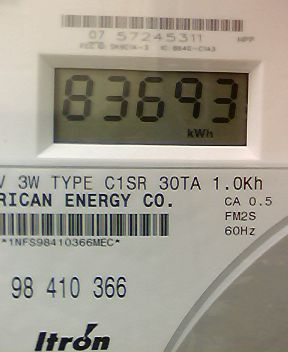 07 57245311
83693
kWh
V 3W TYPE C1SR 30TA 1.0Kh
RICAN ENERGY CO.
CA 0.5
FM2S
60Hz
*1NFS98410366MEC*
98 410 366
Itron